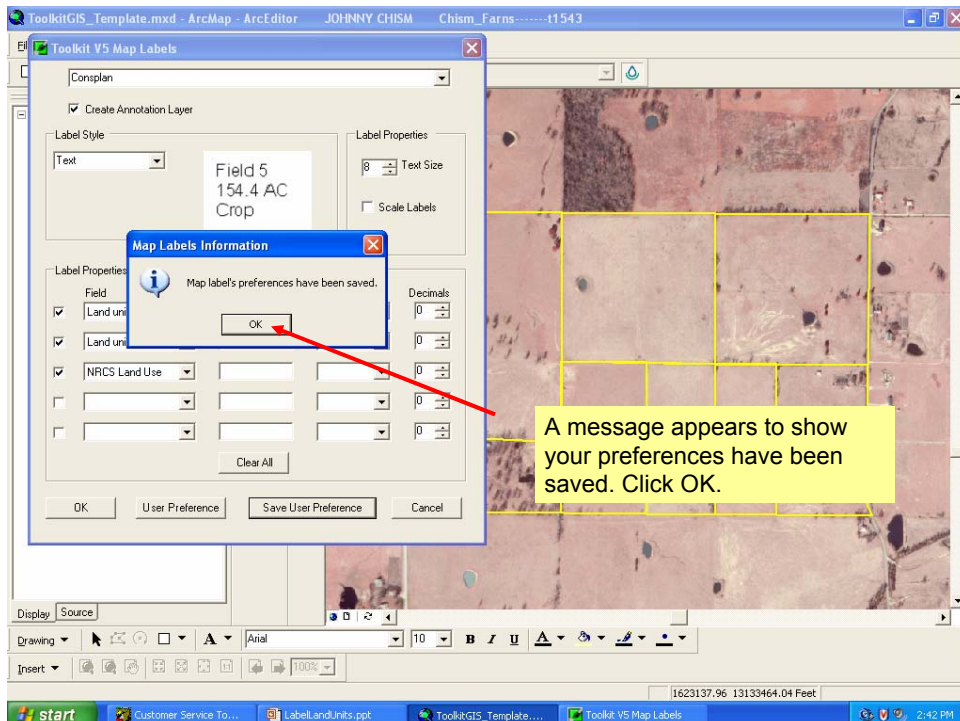 ToolkitGIS_Template.mxd - ArcMap - ArcEditor JOHNNY CHISM Chism_Farns-------t1543
Toolkit V5 Map Labels
Consplan
Create Annotation Layer
Label Style
Text
Field 5
154.4 AC
Crop
Label Properties
8 Text Size
Scale Labels
Map Labels Information
Map label's preferences have been saved.
OK
Label Properties
Field
Decimals
Land uni
0
Land uni
0
NRCS Land Use
0
0
0
Clear All
OK
User Preference
Save User Preference
Cancel
A message appears to show
your preferences have been
saved. Click OK.
Display Source
Drawing
A
Arial
10
B I U A
Insert
100%
1623137.96 13133464.04 Feet
start
Customer Service To...
LabelLandUnits.ppt
ToolkitGIS_Template....
Toolkit V5 Map Labels
2:42 PM